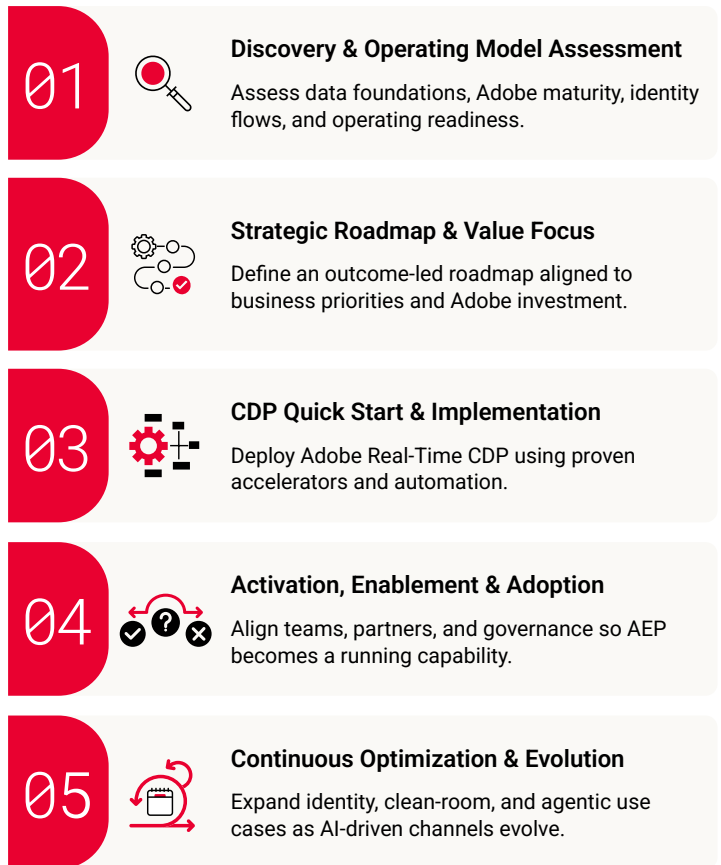 01
Discovery & Operating Model Assessment
Assess data foundations, Adobe maturity, identity
flows, and operating readiness.
02
Strategic Roadmap & Value Focus
Define an outcome-led roadmap aligned to
business priorities and Adobe investment.
03
CDP Quick Start & Implementation
Deploy Adobe Real-Time CDP using proven
accelerators and automation.
04
?
Activation, Enablement & Adoption
Align teams, partners, and governance so AEP
becomes a running capability.
05
Continuous Optimization & Evolution
Expand identity, clean-room, and agentic use
cases as AI-driven channels evolve.